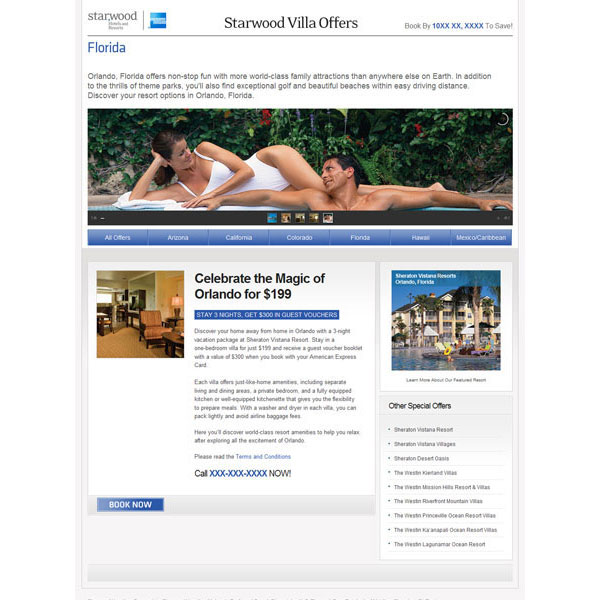 starwood
Hotels and
Resorts
Starwood Villa Offers
Book By 10XX XX, XXXX To Save!
Florida
Orlando, Florida offers non-stop fun with more world-class family attractions than anywhere else on Earth. In addition
to the thrills of theme parks, you'll also find exceptional golf and beautiful beaches within easy driving distance.
Discover your resort options in Orlando, Florida.
All Offers Arizona California Colorado Florida Hawaii Mexico/Caribbean
Celebrate the Magic of
Orlando for $199
STAY 3 NIGHTS, GET $300 IN GUEST VOUCHERS
Discover your home away from home in Orlando with a 3-night
vacation package at Sheraton Vistana Resort. Stay in a
one-bedroom villa for just $199 and receive a guest voucher booklet
with a value of $300 when you book with your American Express
Card.
Each villa offers just-like-home amenities, including separate
living and dining areas, a private bedroom, and a fully equipped
kitchen or well-equipped kitchenette that gives you the flexibility
to prepare meals. With a washer and dryer in each villa, you can
pack lightly and avoid airline baggage fees.
Here you'll discover world-class resort amenities to help you relax
after exploring all the excitement of Orlando.
Please read the Terms and Conditions
Call XXX-XXX-XXXX NOW!
BOOK NOW
Sheraton Vistana Resorts
Orlando, Florida
Learn More About Our Featured Resort
Other Special Offers
Sheraton Vistana Resort
Sheraton Vistana Villages
Sheraton Desert Oasis
The Westin Kierland Villas
The Westin Mission Hills Resort & Villas
The Westin Riverfront Mountain Villas
The Westin Princeville Ocean Resort Villas
The Westin Ka'anapali Ocean Resort Villas
The Westin Lagunamar Ocean Resort